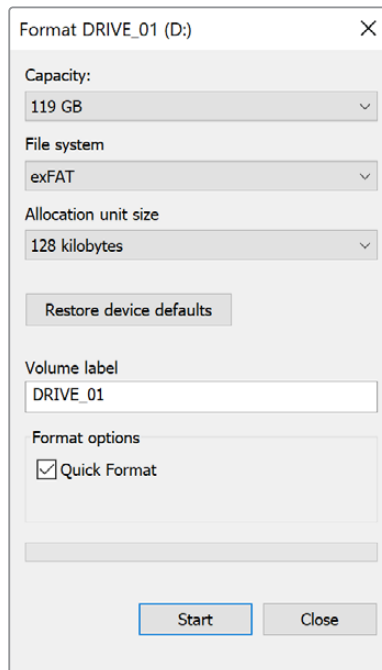 Format DRIVE_01 (D:)
Capacity:
119 GB
File system
exFAT
Allocation unit size
128 kilobytes
Restore device defaults
Volume label
DRIVE_01
Format options
Quick Format
Start Close